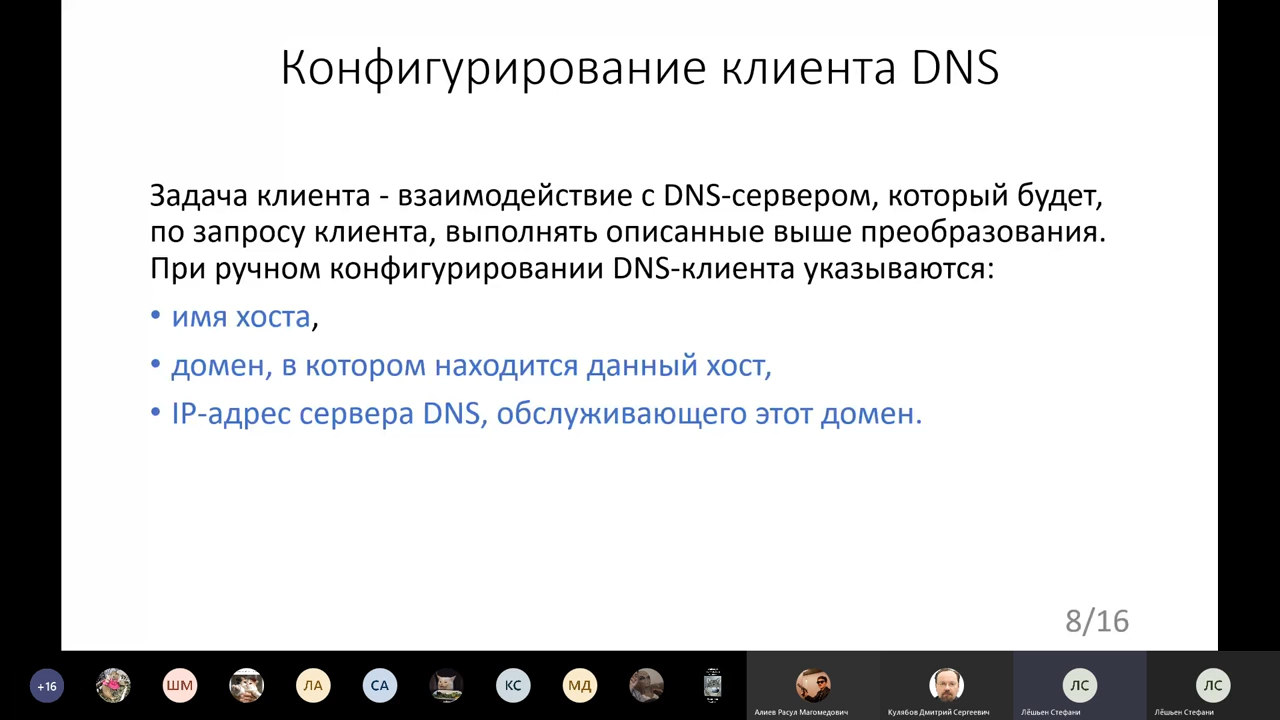 Конфигурирование клиента DNS
Задача клиента - взаимодействие с DNS-сервером, который будет,
по запросу клиента, выполнять описанные выше преобразования.
При ручном конфигурировании DNS-клиента указываются:
• имя хоста,
• домен, в котором находится данный хост,
• IP-адрес сервера DNS, обслуживающего этот домен.
8/16
+16 ШМ ЛА СА КС МД ЛС ЛС
Алиев Расул Магомедович Кулябов Дмитрий Сергеевич Лёшьен Стефани Лёшьен Стефани